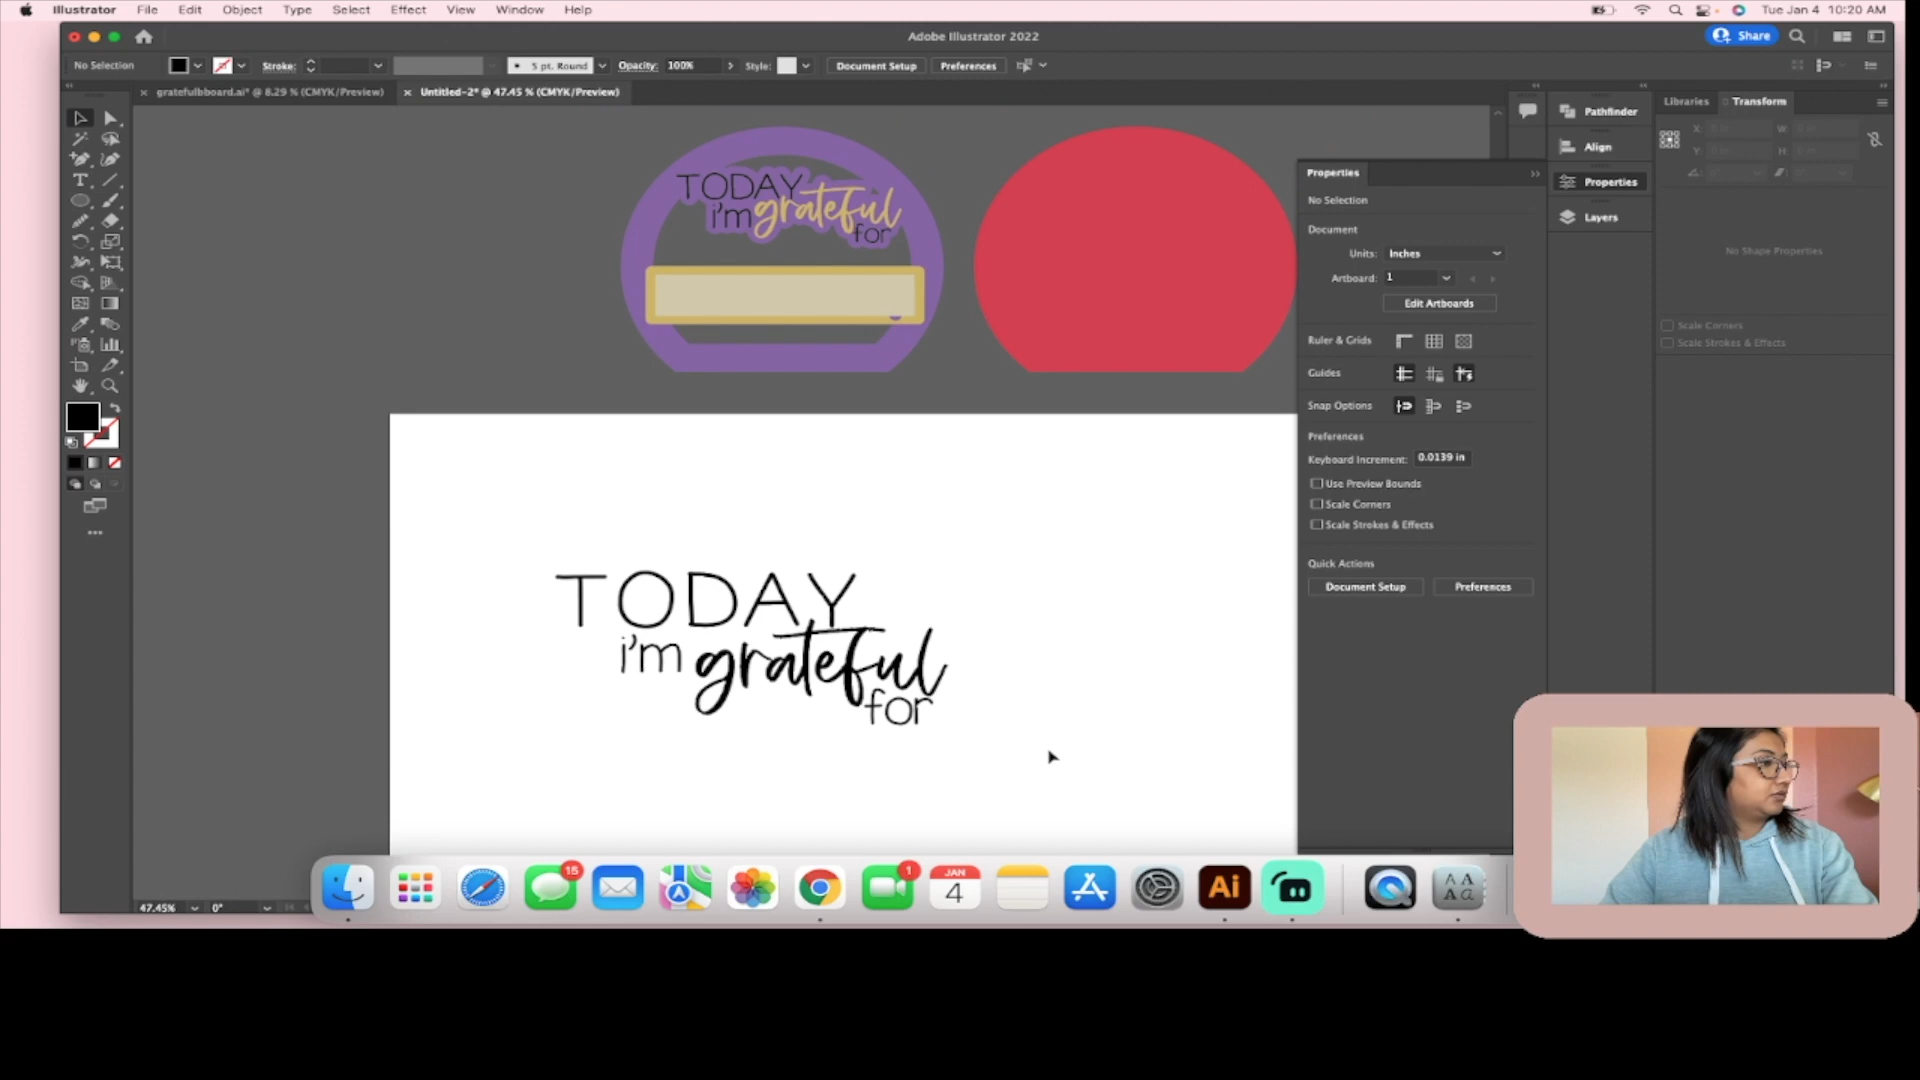 Illustrator File Edit Object Type Select Effect View Window Help
Tue Jan 4 10:20 AM
Adobe Illustrator 2022
Share
No Selection
Stroke:
5 pt. Round
Opacity: 100%
Style:
Document Setup
Preferences
gratefulbboard.ai* @ 8.29 % (CMYK/Preview)
Untitled-2* @ 47.45 % (CMYK/Preview)
TODAY
i'm grateful
for
TODAY
i'm grateful
for
Properties
No Selection
Document
Units: Inches
Artboard: 1
Edit Artboards
Ruler & Grids
Guides
Snap Options
Preferences
Keyboard Increment: 0.0139 in
Use Preview Bounds
Scale Corners
Scale Strokes & Effects
Quick Actions
Document Setup
Preferences
Pathfinder
Align
Properties
Layers
Libraries
Transform
X:
W:
Y:
H:
No Shape Properties
Scale Corners
Scale Strokes & Effects
47.45%
0°
15
1
JAN
4
Ai
A A
A a